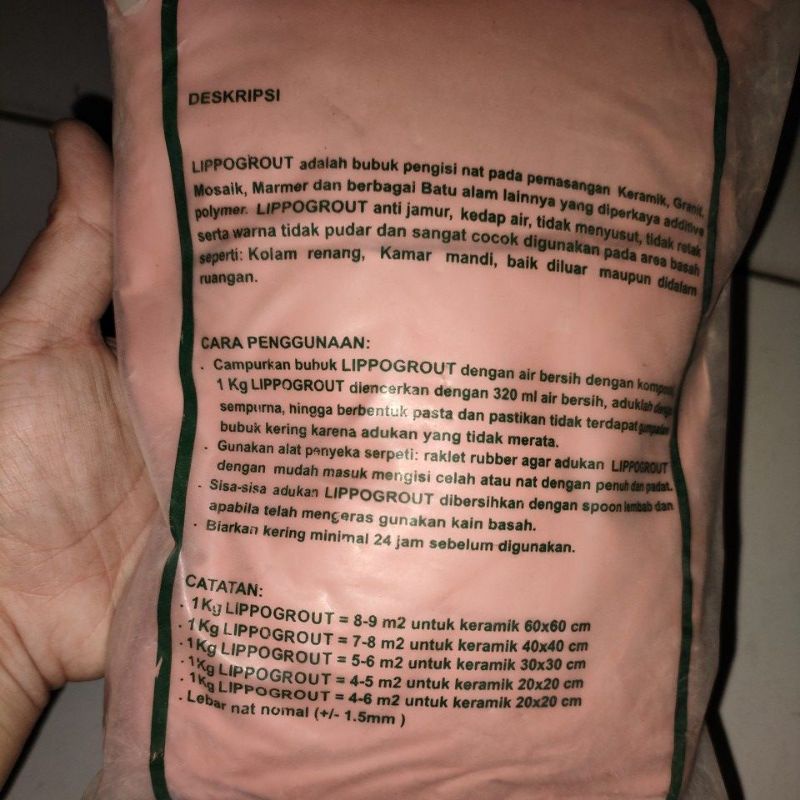 DESKRIPSI
LIPPOGROUT adalah bubuk pengisi nat pada pemasangan Keramik, Granit,
Mosaik, Marmer dan berbagai Batu alam lainnya yang diperkaya additive
polymer. LIPPOGROUT anti jamur, kedap air, tidak menyusut, tidak retak
serta warna tidak pudar dan sangat cocok digunakan pada area basah
seperti: Kolam renang, Kamar mandi, baik diluar maupun didalam
ruangan.
CARA PENGGUNAAN:
. Campurkan bubuk LIPPOGROUT dengan air bersih dengan
1 Kg LIPPOGROUT diencerkan dengan 320 ml air bersih, aduklah
sempurna, hingga berbentuk pasta dan pastikan tidak terdapat
bubuk kering karena adukan yang tidak merata.
. Gunakan alat penyeka serpeti: raklet rubber agar adukan LIPPOGROUT
dengan mudah masuk mengisi celah atau nat dengan penuh dan padat.
. Sisa-sisa adukan LIPPOGROUT dibersihkan dengan spoon lembab dan
apabila telah mengeras gunakan kain basah.
. Biarkan kering minimal 24 jam sebelum digunakan.
CATATAN:
. 1Kg LIPPOGROUT = 8-9 m2 untuk keramik 60x60 cm
. 1Kg LIPPOGROUT = 7-8 m2 untuk keramik 40x40 cm
. 1Kg LIPPOGROUT = 5-6 m2 untuk keramik 30x30 cm
. 1Kg LIPPOGROUT = 4-5 m2 untuk keramik 20x20 cm
. 1Kg LIPPOGROUT = 4-6 m2 untuk keramik 20x20 cm
. Lebar nat nomal (+/- 1.5mm )